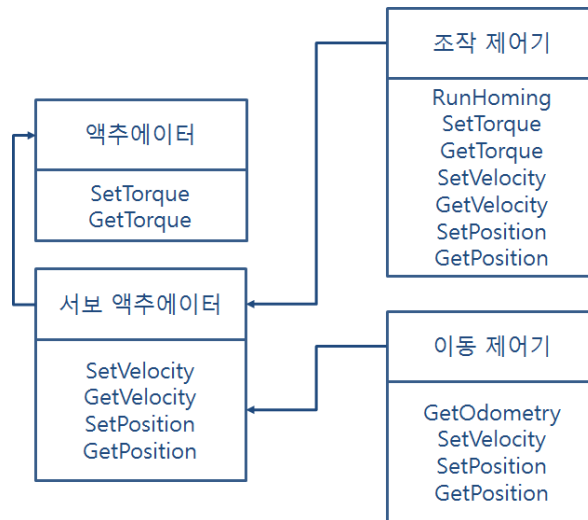 액추에이터
SetTorque
GetTorque
서보 액추에이터
SetVelocity
GetVelocity
SetPosition
GetPosition
조작 제어기
RunHoming
SetTorque
GetTorque
SetVelocity
GetVelocity
SetPosition
GetPosition
이동 제어기
GetOdometry
SetVelocity
SetPosition
GetPosition